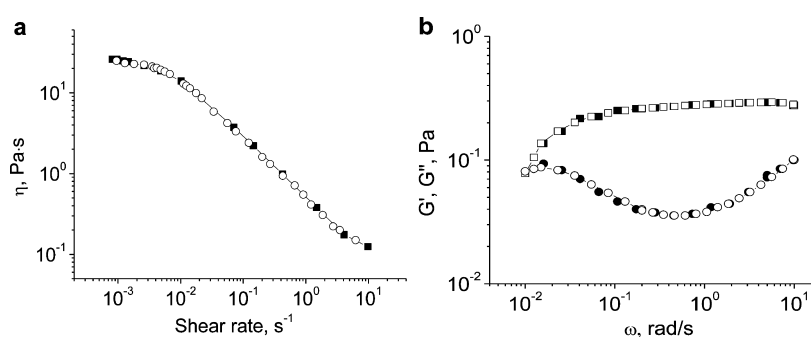 a
η, Pa·s
10¹
10⁰
10⁻¹
10⁻³ 10⁻² 10⁻¹ 10⁰ 10¹
Shear rate, s⁻¹
b
G', G'', Pa
10⁰
10⁻¹
10⁻²
10⁻² 10⁻¹ 10⁰ 10¹
ω, rad/s